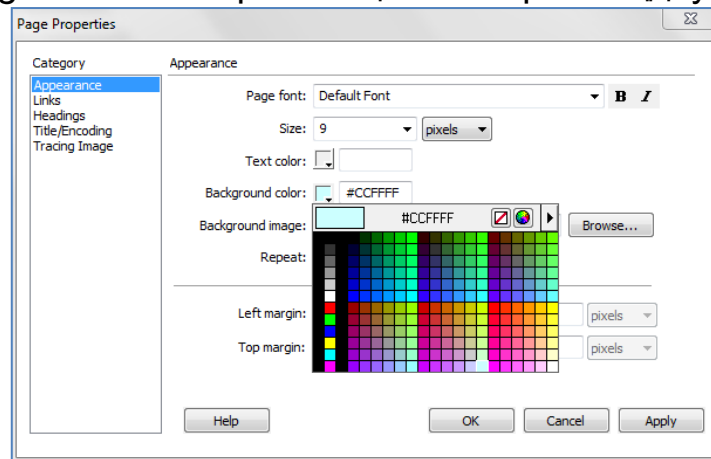 Page Properties
Category
Appearance
Links
Headings
Title/Encoding
Tracing Image
Appearance
Page font: Default Font B I
Size: 9 pixels
Text color:
Background color: #CCFFFF
#CCFFFF
Background image: Browse...
Repeat:
Left margin: pixels
Top margin: pixels
Help OK Cancel Apply